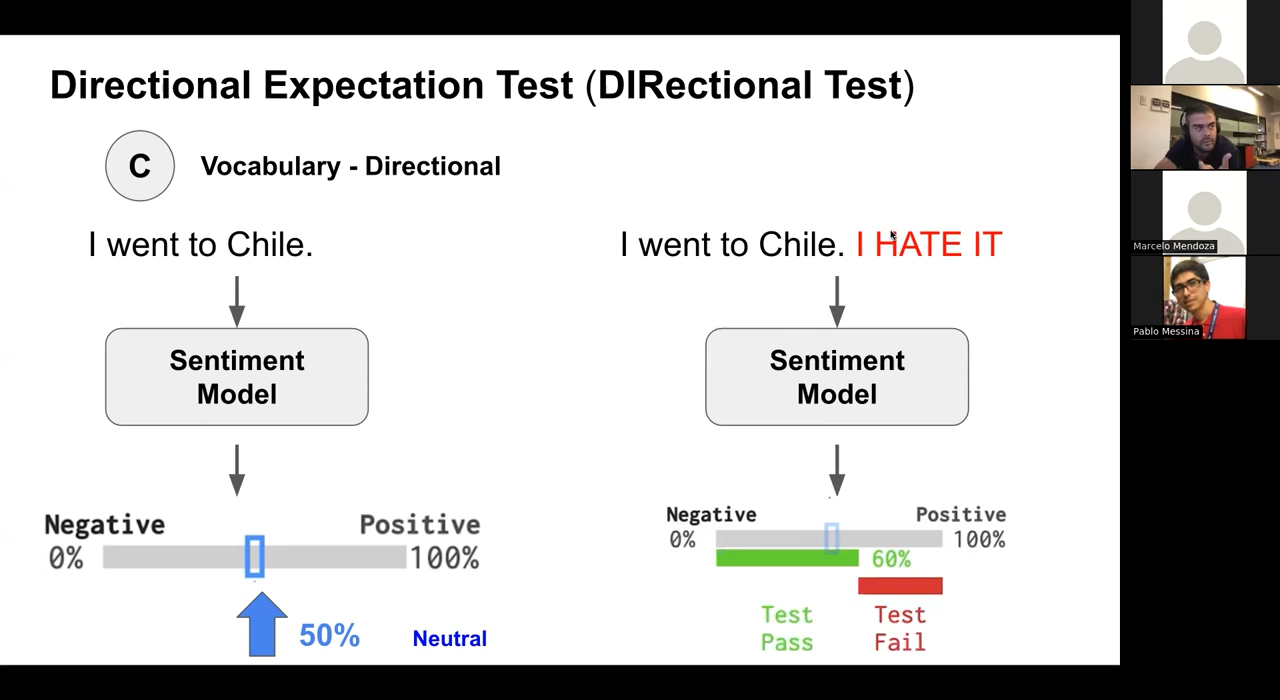 Directional Expectation Test (DIRectional Test)
C
Vocabulary - Directional
I went to Chile.
I went to Chile. I HATE IT
Sentiment
Model
Sentiment
Model
Negative
Positive
0%
100%
50%
Neutral
Negative
Positive
0%
100%
60%
Test
Pass
Test
Fail
Marcelo Mendoza
Pablo Messina